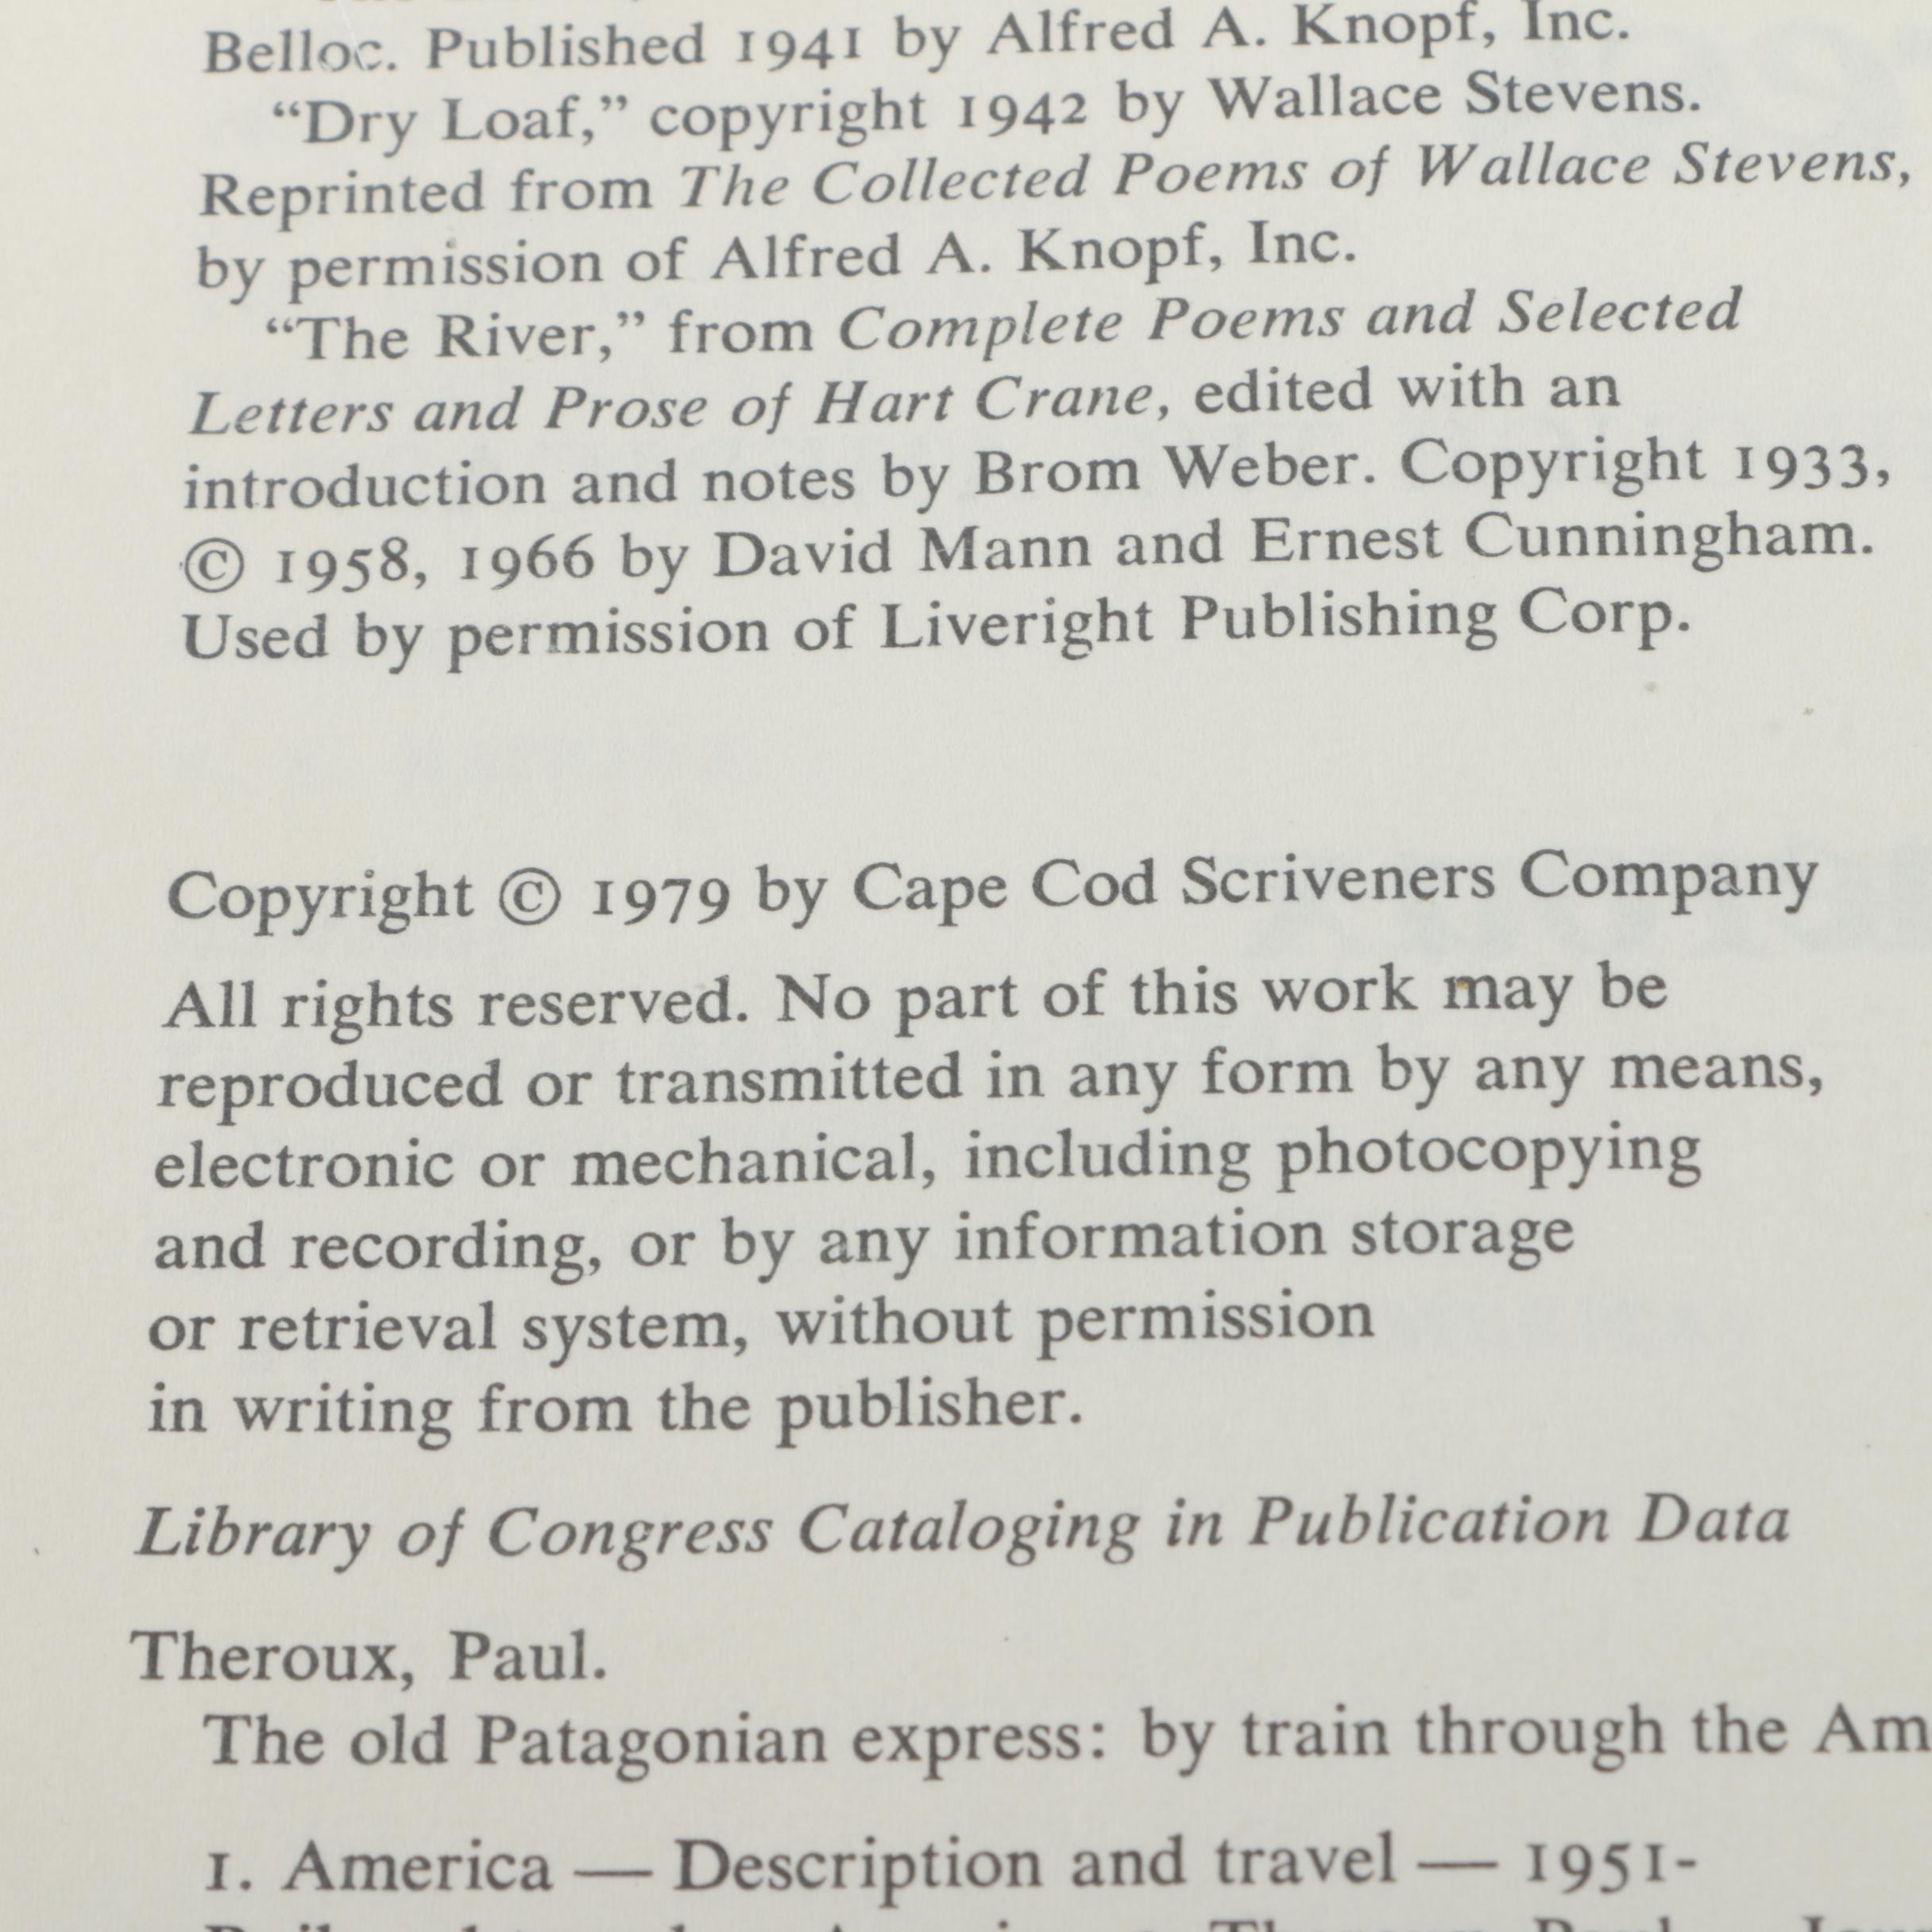 Belloc. Published 1941 by Alfred A. Knopf, Inc.
“Dry Loaf,” copyright 1942 by Wallace Stevens.
Reprinted from The Collected Poems of Wallace Stevens,
by permission of Alfred A. Knopf, Inc.
“The River,” from Complete Poems and Selected
Letters and Prose of Hart Crane, edited with an
introduction and notes by Brom Weber. Copyright 1933,
© 1958, 1966 by David Mann and Ernest Cunningham.
Used by permission of Liveright Publishing Corp.
Copyright © 1979 by Cape Cod Scriveners Company
All rights reserved. No part of this work may be
reproduced or transmitted in any form by any means,
electronic or mechanical, including photocopying
and recording, or by any information storage
or retrieval system, without permission
in writing from the publisher.
Library of Congress Cataloging in Publication Data
Theroux, Paul.
The old Patagonian express: by train through the Am
1. America — Description and travel — 1951-